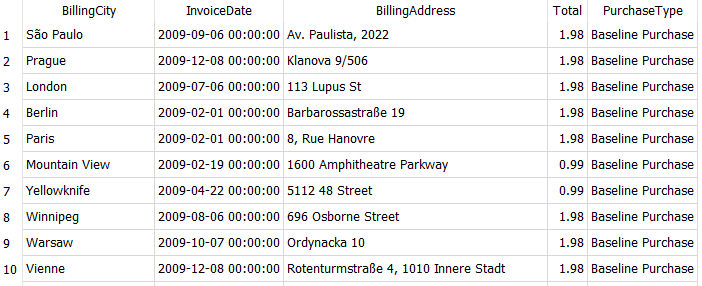 BillingCity InvoiceDate BillingAddress Total PurchaseType
1 São Paulo 2009-09-06 00:00:00 Av. Paulista, 2022 1.98 Baseline Purchase
2 Prague 2009-12-08 00:00:00 Klanova 9/506 1.98 Baseline Purchase
3 London 2009-07-06 00:00:00 113 Lupus St 1.98 Baseline Purchase
4 Berlin 2009-02-01 00:00:00 Barbarossastraße 19 1.98 Baseline Purchase
5 Paris 2009-02-01 00:00:00 8, Rue Hanovre 1.98 Baseline Purchase
6 Mountain View 2009-02-19 00:00:00 1600 Amphitheatre Parkway 0.99 Baseline Purchase
7 Yellowknife 2009-04-22 00:00:00 5112 48 Street 0.99 Baseline Purchase
8 Winnipeg 2009-08-06 00:00:00 696 Osborne Street 1.98 Baseline Purchase
9 Warsaw 2009-10-07 00:00:00 Ordynacka 10 1.98 Baseline Purchase
10 Vienne 2009-12-08 00:00:00 Rotenturmstraße 4, 1010 Innere Stadt 1.98 Baseline Purchase